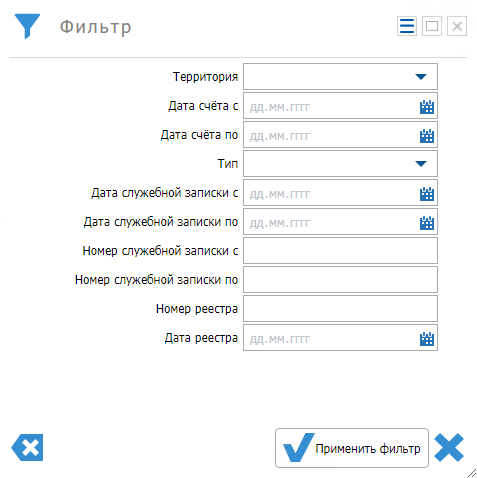 Фильтр
Территория
Дата счёта с дд.мм.гггг
Дата счёта по дд.мм.гггг
Тип
Дата служебной записки с дд.мм.гггг
Дата служебной записки по дд.мм.гггг
Номер служебной записки с
Номер служебной записки по
Номер реестра
Дата реестра дд.мм.гггг
Применить фильтр